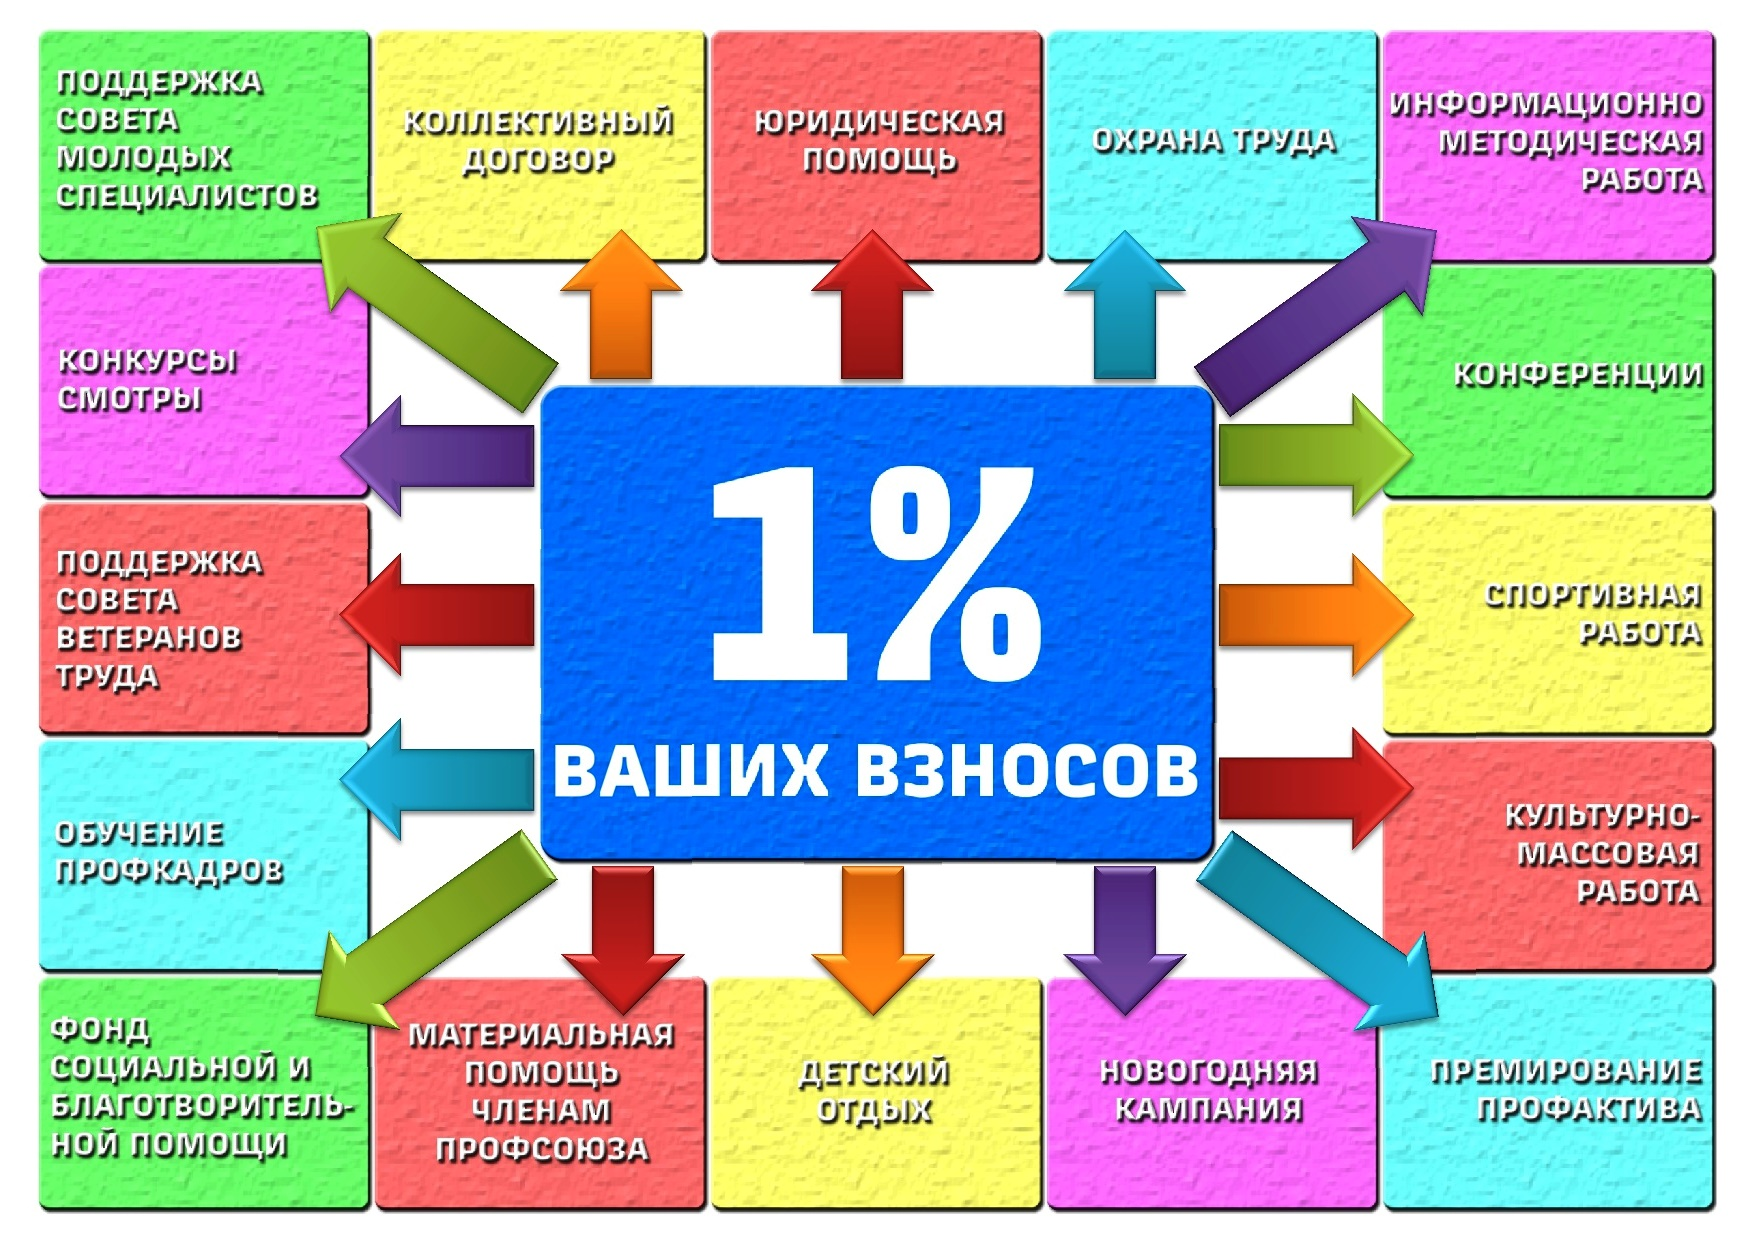 ПОДДЕРЖКА
СОВЕТА
МОЛОДЫХ
СПЕЦИАЛИСТОВ
КОЛЛЕКТИВНЫЙ
ДОГОВОР
ЮРИДИЧЕСКАЯ
ПОМОЩЬ
ОХРАНА ТРУДА
ИНФОРМАЦИОННО
МЕТОДИЧЕСКАЯ
РАБОТА
КОНКУРСЫ
СМОТРЫ
КОНФЕРЕНЦИИ
1%
ВАШИХ ВЗНОСОВ
ПОДДЕРЖКА
СОВЕТА
ВЕТЕРАНОВ
ТРУДА
СПОРТИВНАЯ
РАБОТА
ОБУЧЕНИЕ
ПРОФКАДРОВ
КУЛЬТУРНО-
МАССОВАЯ
РАБОТА
ФОНД
СОЦИАЛЬНОЙ И
БЛАГОТВОРИТЕЛЬ-
НОЙ ПОМОЩИ
МАТЕРИАЛЬНАЯ
ПОМОЩЬ
ЧЛЕНАМ
ПРОФСОЮЗА
ДЕТСКИЙ
ОТДЫХ
НОВОГОДНЯЯ
КАМПАНИЯ
ПРЕМИРОВАНИЕ
ПРОФАКТИВА